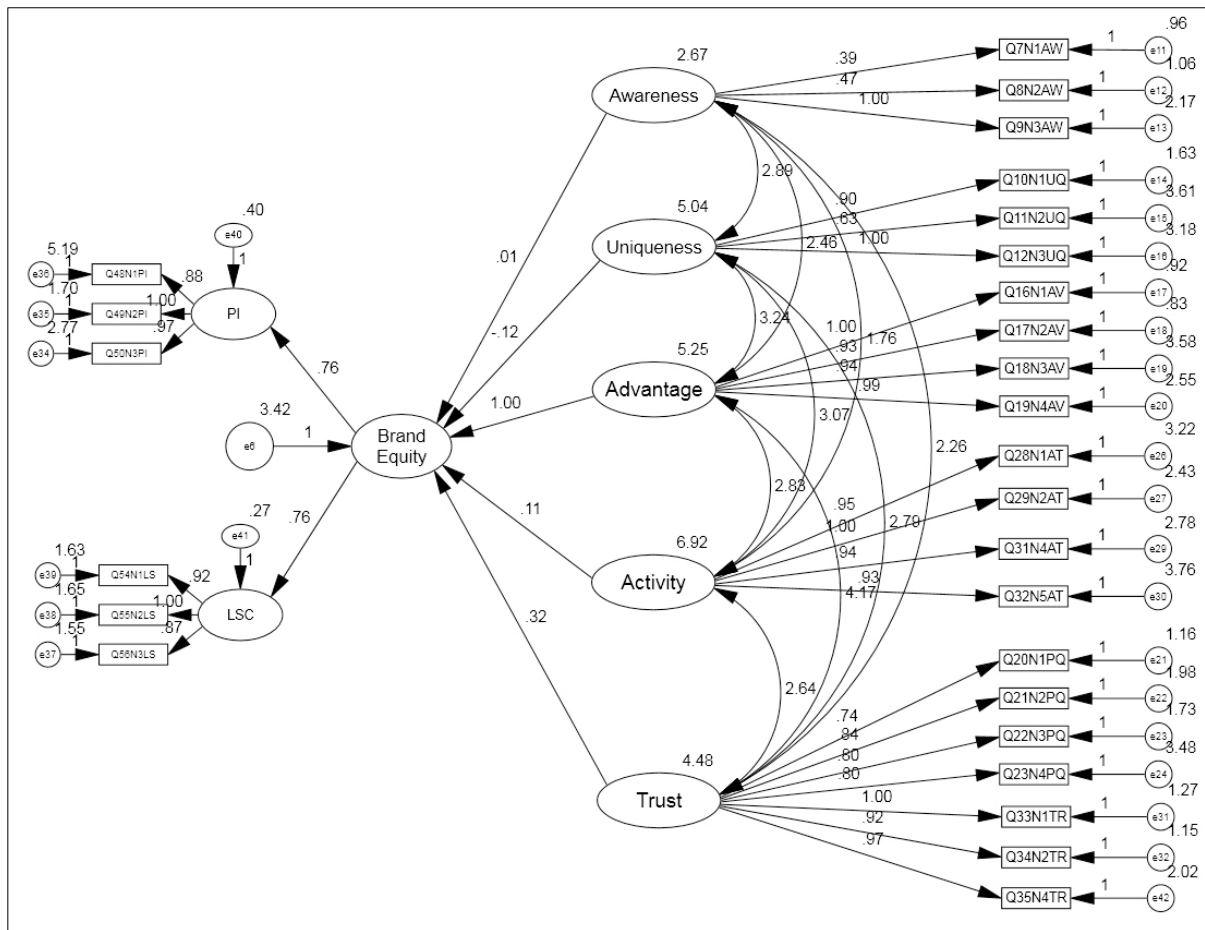 .96
2.67
1
.39
Q7N1AW
e11
1.06
.47
Awareness
1
Q8N2AW
e12
1.00
2.17
1
Q9N3AW
e13
1.63
2.89
1
Q10N1UQ
e14
3.61
.90
5.04
1
.63
Q11N2UQ
e15
3.18
Uniqueness
2.46
1.00
1
Q12N3UQ
e16
.92
.40
e40
.01
5.19
1
e36
1
Q48N1PI
.88
1
Q16N1AV
e17
.83
1.70
1.00
1
e35
Q49N2PI
PI
3.24
1.00
1.76
1
Q17N2AV
e18
3.58
2.77
.97
1
e34
Q50N3PI
-.12
.93
5.25
.94
1
Q18N3AV
e19
2.55
.76
Advantage
.99
1
Q19N4AV
e20
1.00
3.07
3.42
3.22
e6
1
Brand
Equity
2.26
1
Q28N1AT
e26
2.43
2.83
.95
1
Q29N2AT
e27
.11
1.00
2.79
2.78
.27
.76
e41
6.92
.94
1
Q31N4AT
e29
1.63
1
e39
1
Q54N1LS
.92
Activity
.93
4.17
3.76
1
Q32N5AT
e30
1.65
1.00
1
e38
Q55N2LS
LSC
.32
1.55
.87
1
e37
Q56N3LS
1.16
1
Q20N1PQ
e21
1.98
2.64
1
Q21N2PQ
e22
1.73
.74
.84
1
Q22N3PQ
e23
3.48
4.48
.80
1
Q23N4PQ
e24
.80
1.27
Trust
1.00
1
Q33N1TR
e31
.92
1.15
.97
1
Q34N2TR
e32
2.02
1
Q35N4TR
e42